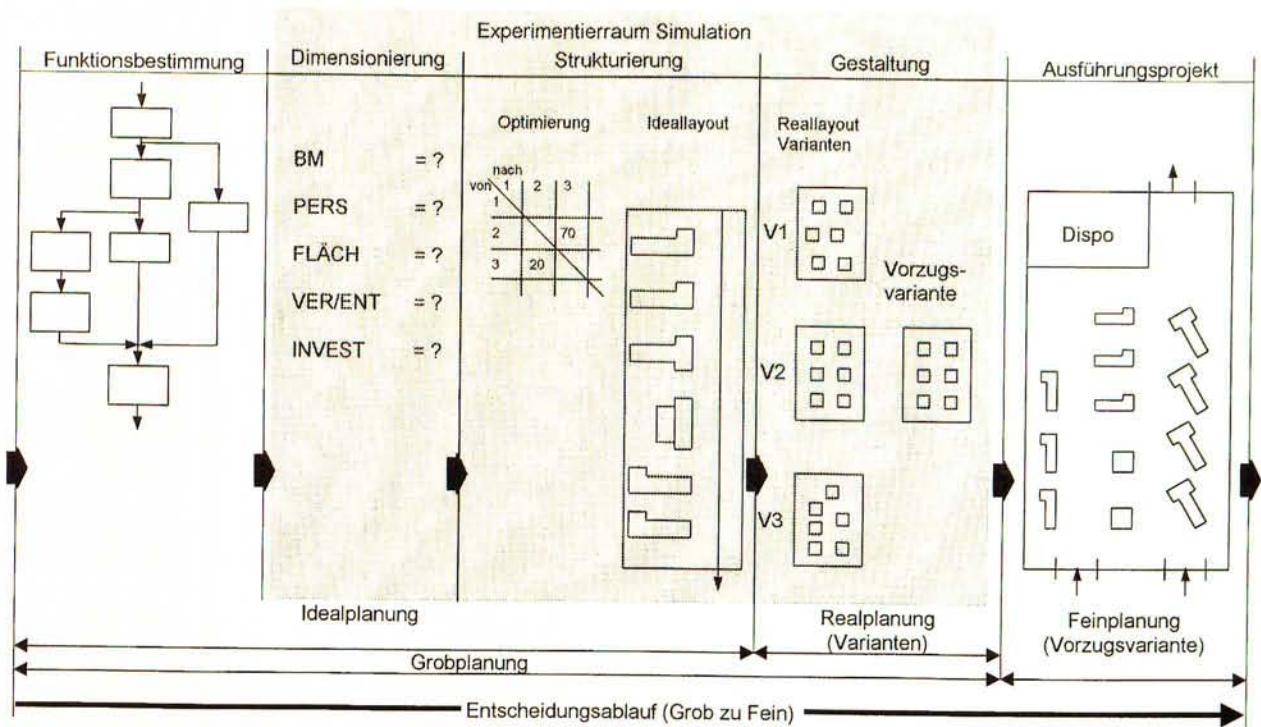 Experimentierraum Simulation
Funktionsbestimmung
Dimensionierung
Strukturierung
Gestaltung
Ausführungsprojekt
BM = ?
PERS = ?
FLÄCH = ?
VER/ENT = ?
INVEST = ?
Optimierung
nach
von 1 2 3
1
2 70
3 20
Ideallayout
Reallayout
Varianten
V1
V2
V3
Vorzugs-
variante
Dispo
Idealplanung
Realplanung
(Varianten)
Feinplanung
(Vorzugsvariante)
Grobplanung
Entscheidungsablauf (Grob zu Fein)